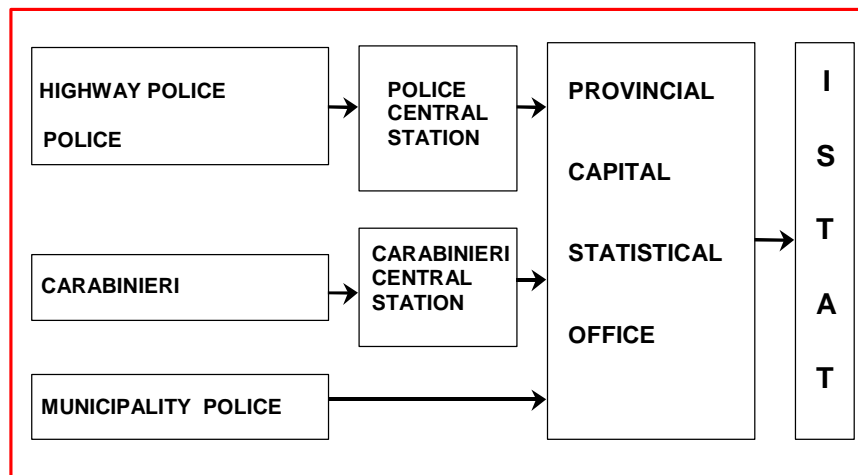 HIGHWAY POLICE
POLICE
POLICE
CENTRAL
STATION
PROVINCIAL
CAPITAL
STATISTICAL
OFFICE
I
S
T
A
T
CARABINIERI
CARABINIERI
CENTRAL
STATION
MUNICIPALITY POLICE